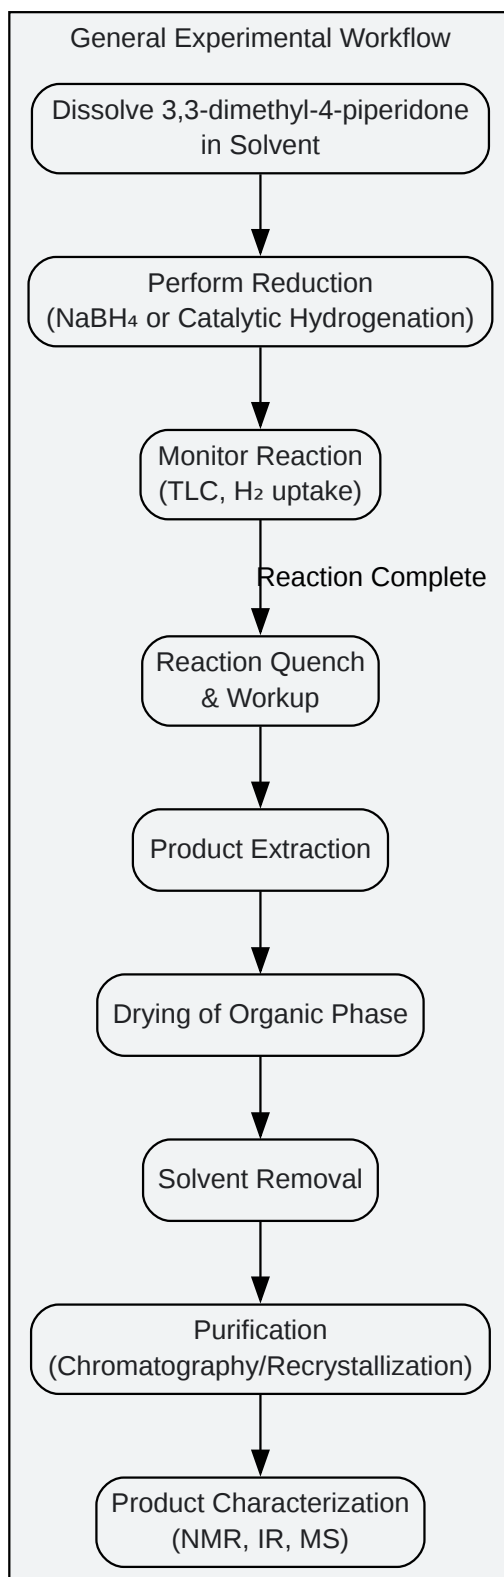 General Experimental Workflow
Dissolve 3,3-dimethyl-4-piperidone
in Solvent
Perform Reduction
(NaBH₄ or Catalytic Hydrogenation)
Monitor Reaction
(TLC, H₂ uptake)
Reaction Complete
Reaction Quench
& Workup
Product Extraction
Drying of Organic Phase
Solvent Removal
Purification
(Chromatography/Recrystallization)
Product Characterization
(NMR, IR, MS)